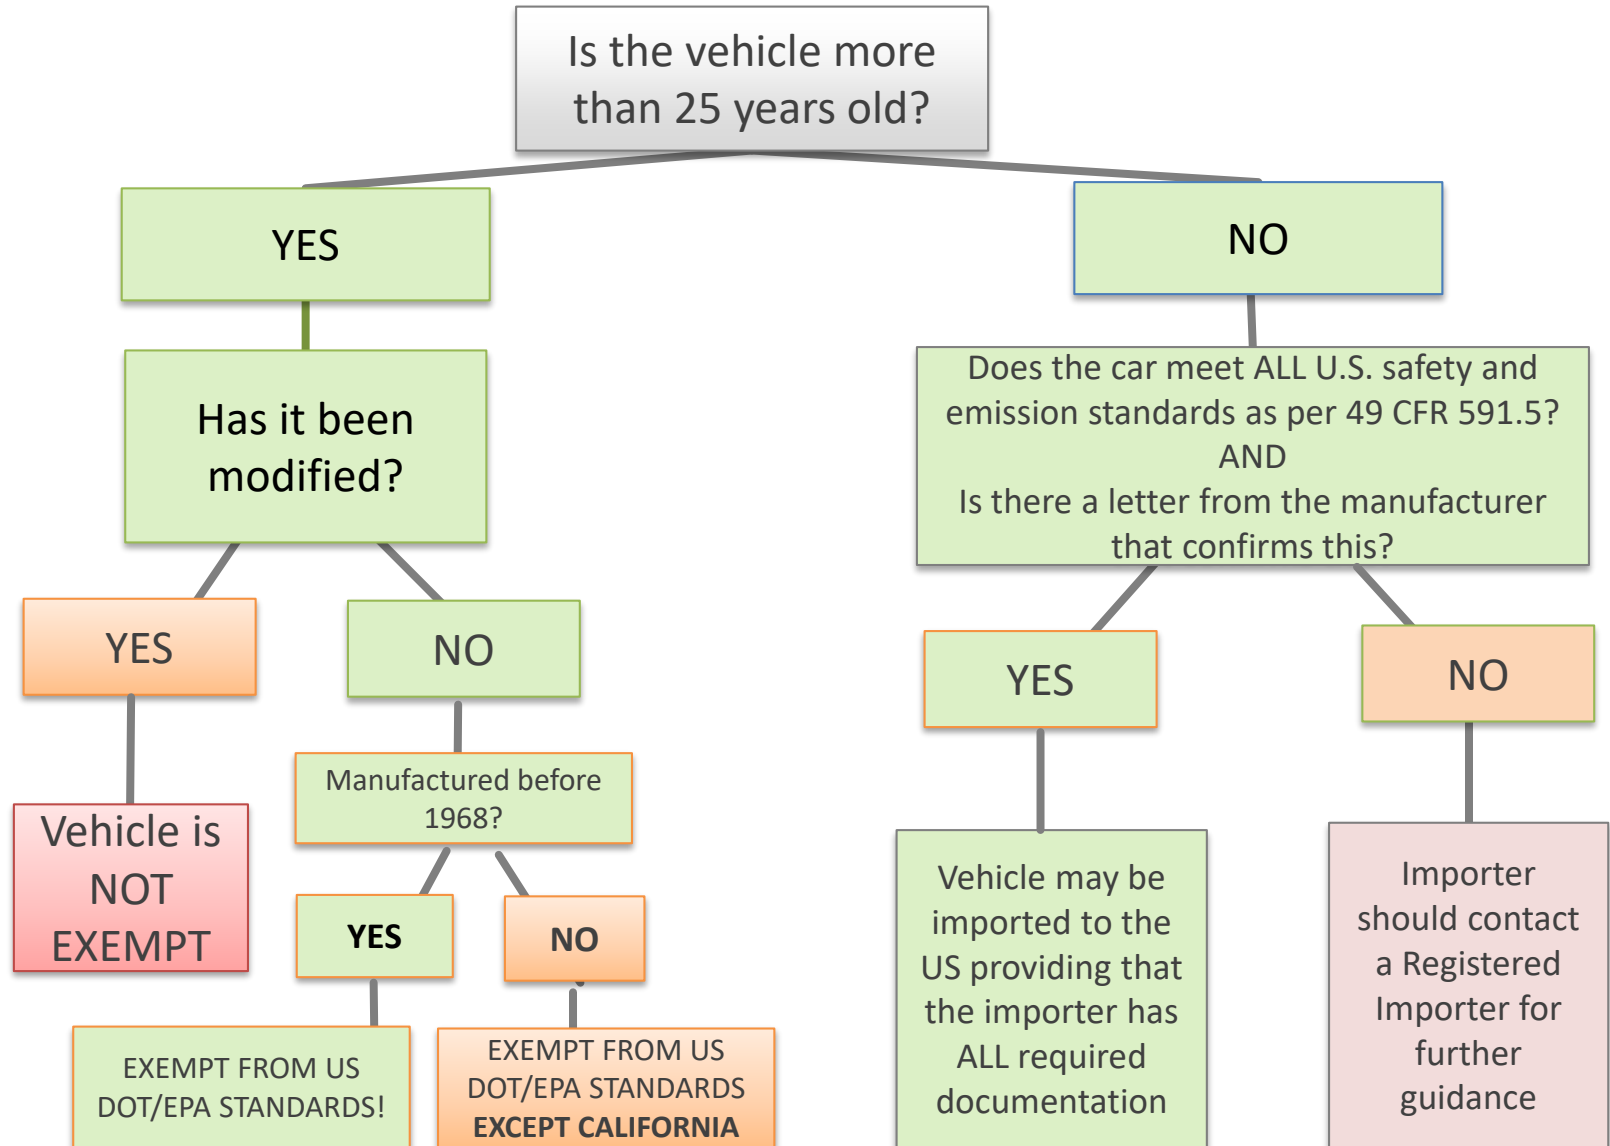 Is the vehicle more
than 25 years old?
YES
NO
Has it been
modified?
Does the car meet ALL U.S. safety and
emission standards as per 49 CFR 591.5?
AND
Is there a letter from the manufacturer
that confirms this?
YES
NO
YES
NO
Manufactured before
1968?
Vehicle is
NOT
EXEMPT
YES
NO
EXEMPT FROM US
DOT/EPA STANDARDS!
EXEMPT FROM US
DOT/EPA STANDARDS
EXCEPT CALIFORNIA
Vehicle may be
imported to the
US providing that
the importer has
ALL required
documentation
Importer
should contact
a Registered
Importer for
further
guidance